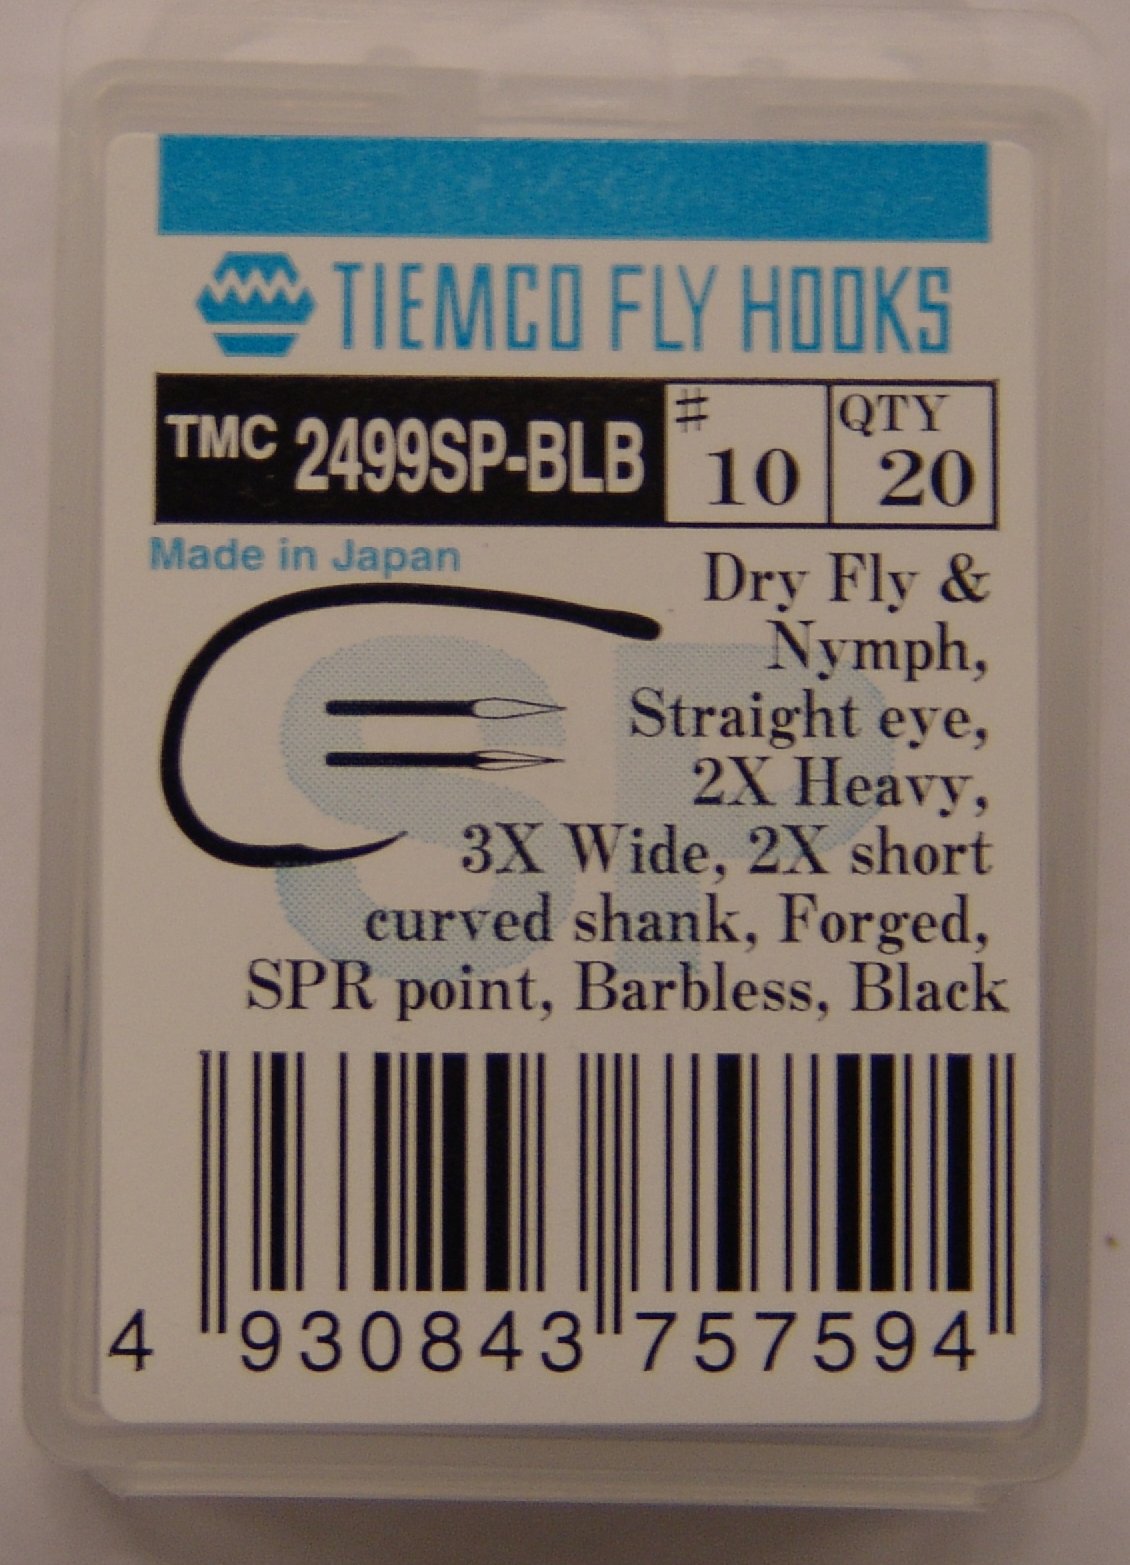 TIEMCO FLY HOOKS
TMC 2499SP-BLB # 10 QTY 20
Made in Japan
SP
Dry Fly &
Nymph,
Straight eye,
2X Heavy,
3X Wide, 2X short
curved shank, Forged,
SPR point, Barbless, Black
4 930843 757594